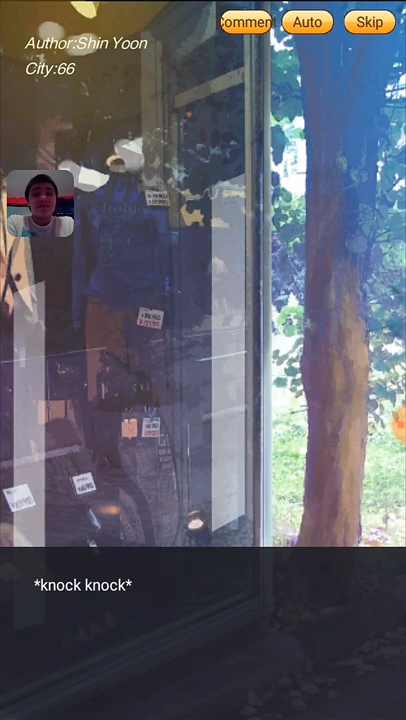 Comment
Auto
Skip
Author:Shin Yoon
City:66
*knock knock*